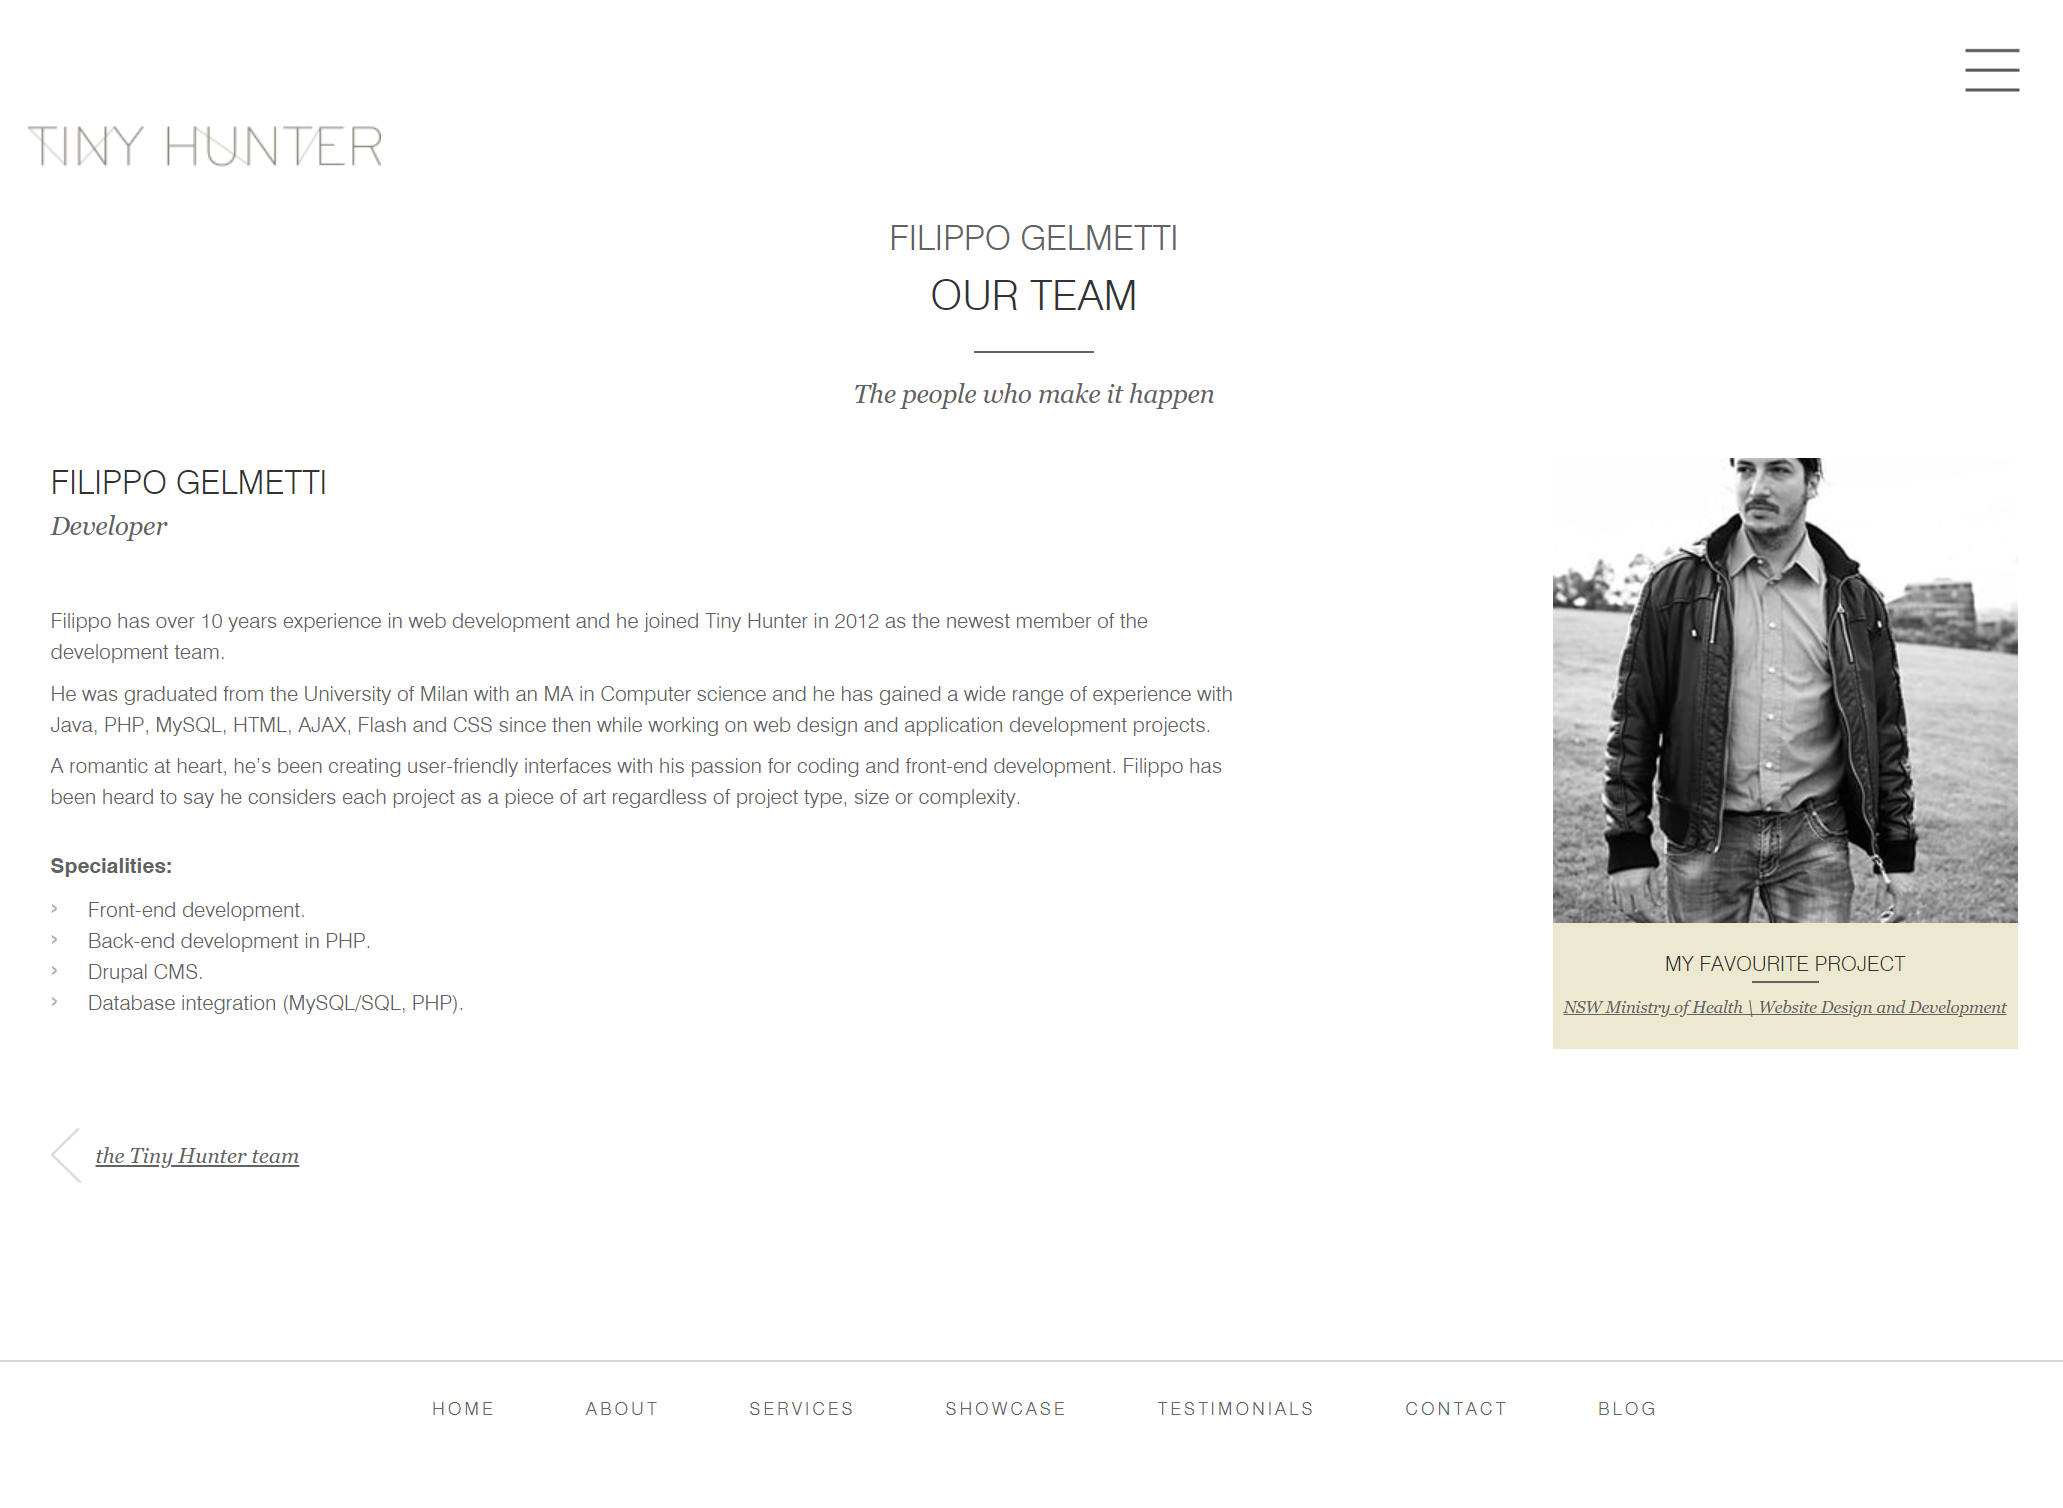 TINY HUNTER
FILIPPO GELMETTI
OUR TEAM
The people who make it happen
FILIPPO GELMETTI
Developer
Filippo has over 10 years experience in web development and he joined Tiny Hunter in 2012 as the newest member of the
development team.
He was graduated from the University of Milan with an MA in Computer science and he has gained a wide range of experience with
Java, PHP, MySQL, HTML, AJAX, Flash and CSS since then while working on web design and application development projects.
A romantic at heart, he’s been creating user-friendly interfaces with his passion for coding and front-end development. Filippo has
been heard to say he considers each project as a piece of art regardless of project type, size or complexity.
Specialities:
› Front-end development.
› Back-end development in PHP.
› Drupal CMS.
› Database integration (MySQL/SQL, PHP).
MY FAVOURITE PROJECT
NSW Ministry of Health \ Website Design and Development
the Tiny Hunter team
HOME ABOUT SERVICES SHOWCASE TESTIMONIALS CONTACT BLOG